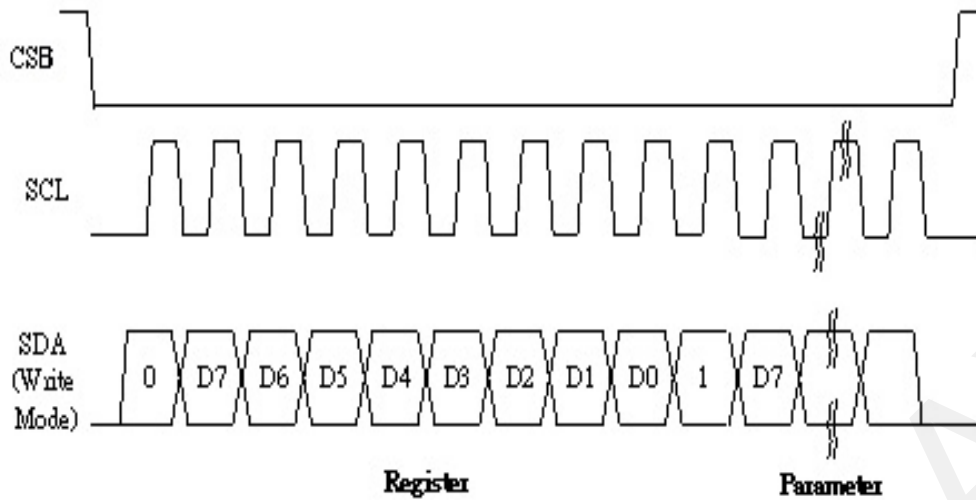 CSB
SCL
SDA
(Write
Mode)
0 D7 D6 D5 D4 D3 D2 D1 D0 1 D7
Register
Parameter